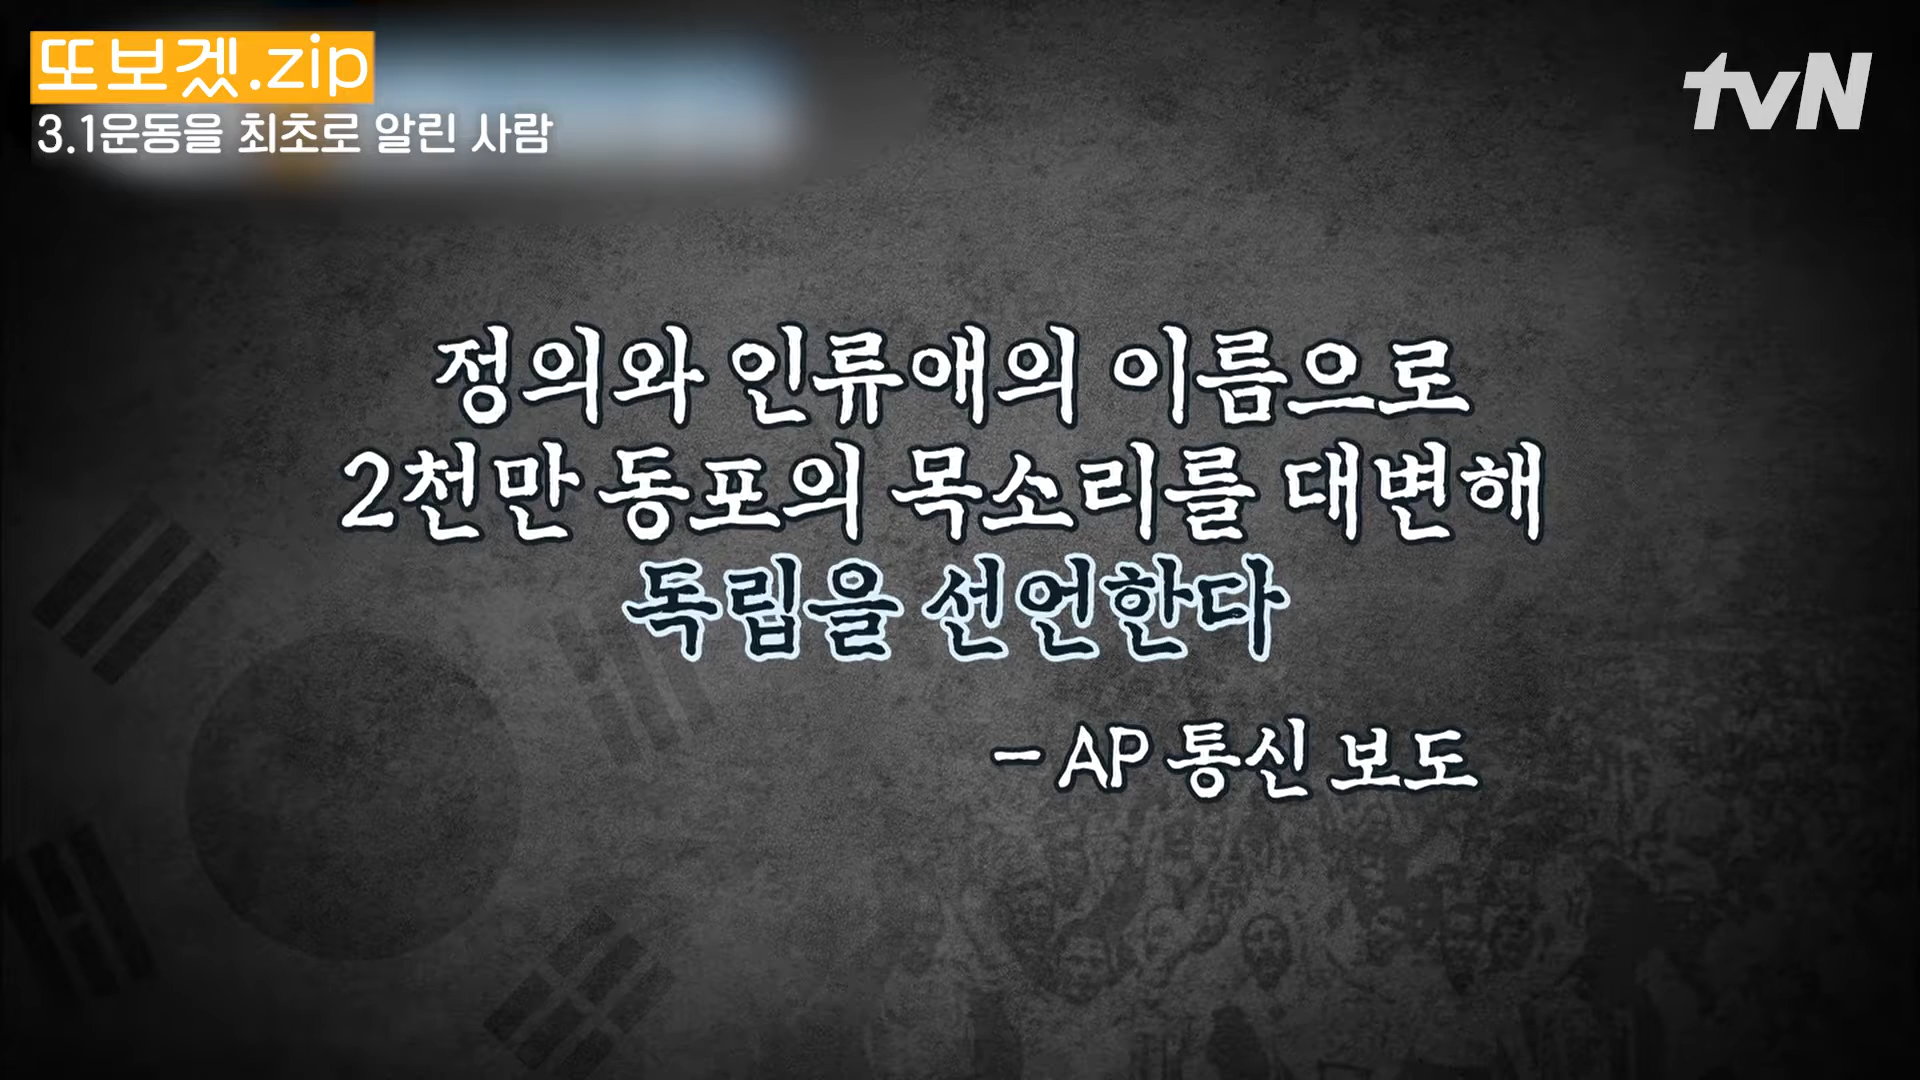 또보겠.zip
3.1운동을 최초로 알린 사람
tvN
정의와 인류애의 이름으로
2천만 동포의 목소리를 대변해
독립을 선언한다
- AP 통신 보도